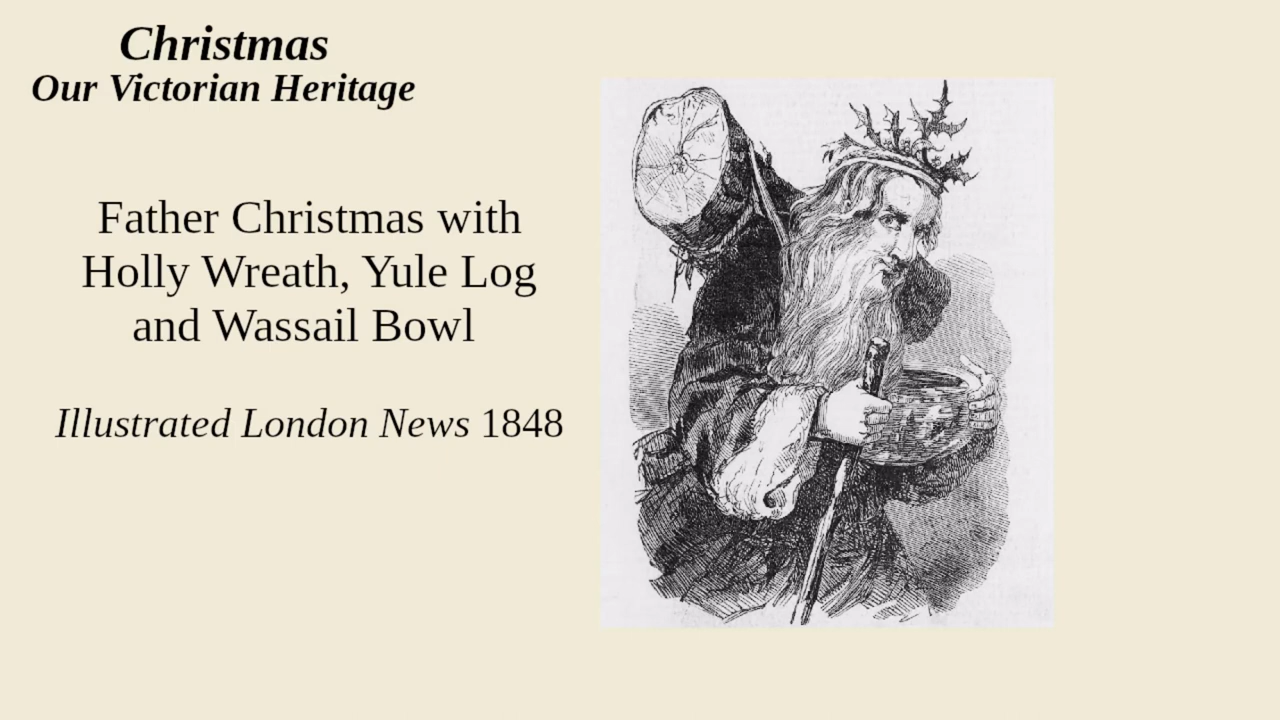 Christmas
Our Victorian Heritage
Father Christmas with
Holly Wreath, Yule Log
and Wassail Bowl
Illustrated London News 1848